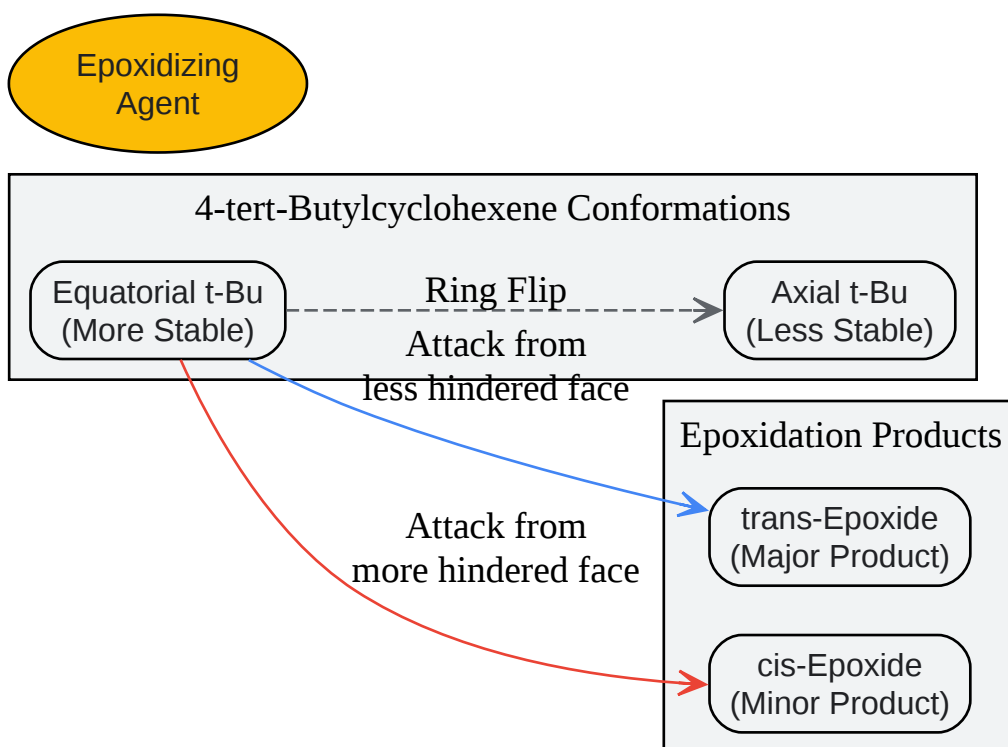 Epoxidizing
Agent
4-tert-Butylcyclohexene Conformations
Equatorial t-Bu
(More Stable)
Ring Flip
Axial t-Bu
(Less Stable)
Attack from
less hindered face
Epoxidation Products
trans-Epoxide
(Major Product)
Attack from
more hindered face
cis-Epoxide
(Minor Product)